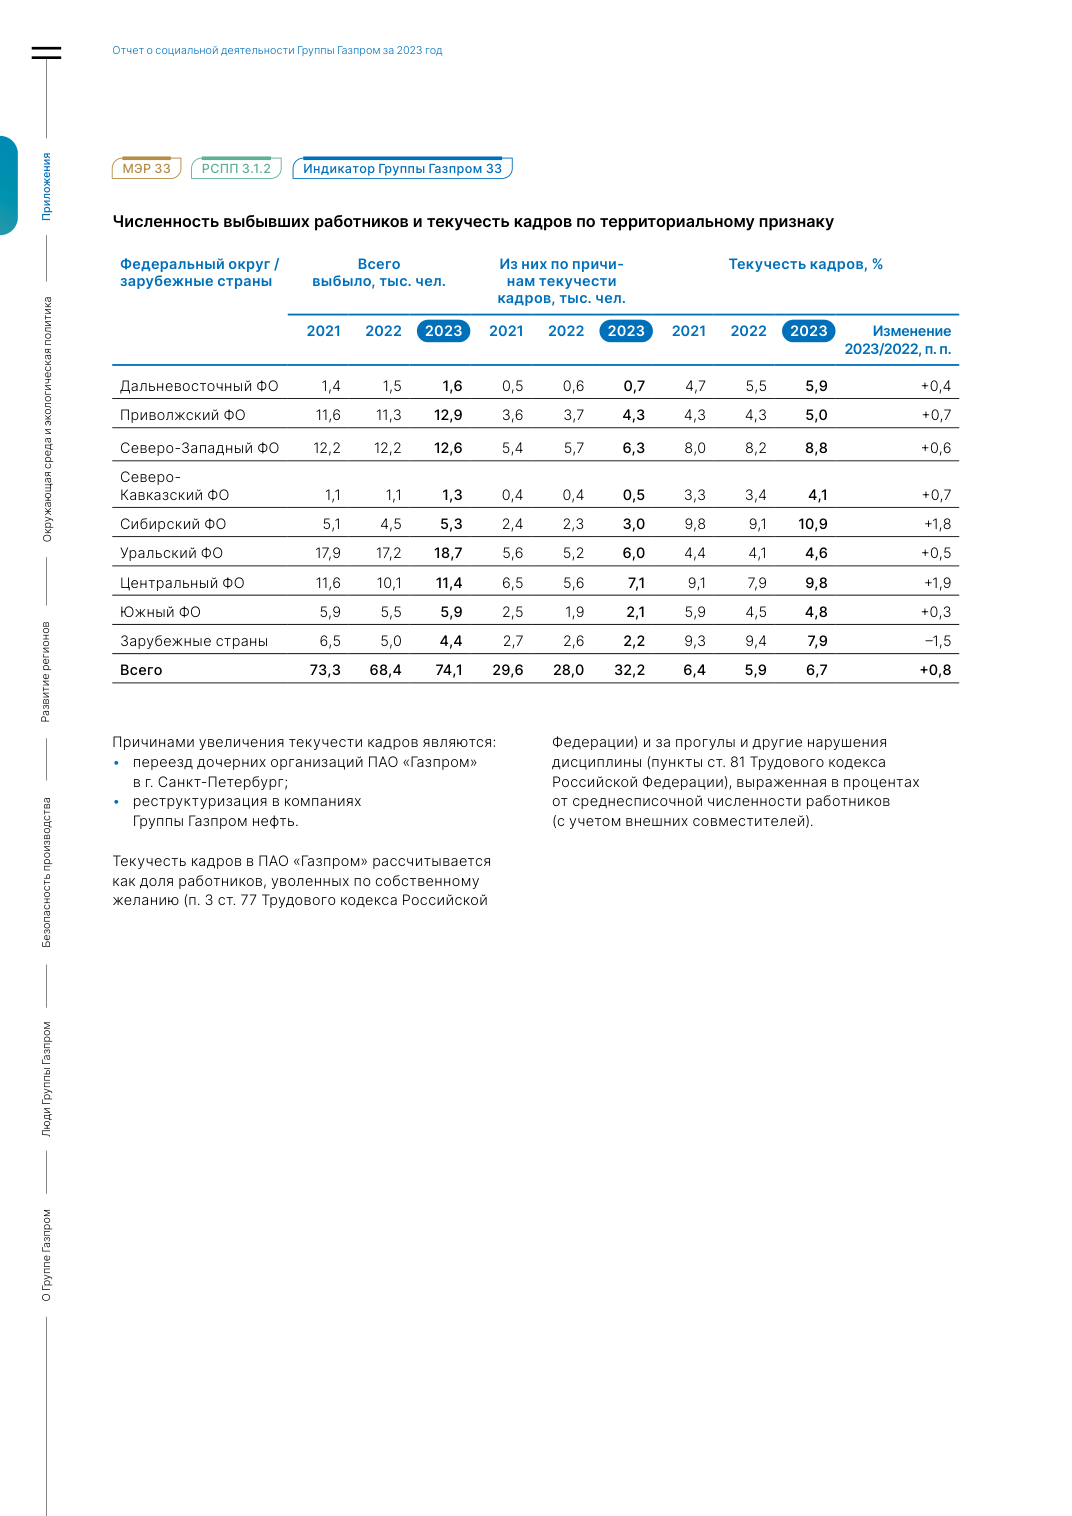 Отчет о социальной деятельности Группы Газпром за 2023 год
Приложения
Окружающая среда и экологическая политика
Развитие регионов
Безопасность производства
Люди Группы Газпром
О Группе Газпром
МЭР 33 РСПП 3.1.2 Индикатор Группы Газпром 33
Численность выбывших работников и текучесть кадров по территориальному признаку
Федеральный округ / Всего Из них по причи- Текучесть кадров, %
зарубежные страны выбыло, тыс. чел. нам текучести
кадров, тыс. чел.
2021 2022 2023 2021 2022 2023 2021 2022 2023 Изменение
2023/2022, п. п.
Дальневосточный ФО 1,4 1,5 1,6 0,5 0,6 0,7 4,7 5,5 5,9 +0,4
Приволжский ФО 11,6 11,3 12,9 3,6 3,7 4,3 4,3 4,3 5,0 +0,7
Северо-Западный ФО 12,2 12,2 12,6 5,4 5,7 6,3 8,0 8,2 8,8 +0,6
Северо-
Кавказский ФО 1,1 1,1 1,3 0,4 0,4 0,5 3,3 3,4 4,1 +0,7
Сибирский ФО 5,1 4,5 5,3 2,4 2,3 3,0 9,8 9,1 10,9 +1,8
Уральский ФО 17,9 17,2 18,7 5,6 5,2 6,0 4,4 4,1 4,6 +0,5
Центральный ФО 11,6 10,1 11,4 6,5 5,6 7,1 9,1 7,9 9,8 +1,9
Южный ФО 5,9 5,5 5,9 2,5 1,9 2,1 5,9 4,5 4,8 +0,3
Зарубежные страны 6,5 5,0 4,4 2,7 2,6 2,2 9,3 9,4 7,9 –1,5
Всего 73,3 68,4 74,1 29,6 28,0 32,2 6,4 5,9 6,7 +0,8
Причинами увеличения текучести кадров являются:
• переезд дочерних организаций ПАО «Газпром»
в г. Санкт-Петербург;
• реструктуризация в компаниях
Группы Газпром нефть.
Текучесть кадров в ПАО «Газпром» рассчитывается
как доля работников, уволенных по собственному
желанию (п. 3 ст. 77 Трудового кодекса Российской
Федерации) и за прогулы и другие нарушения
дисциплины (пункты ст. 81 Трудового кодекса
Российской Федерации), выраженная в процентах
от среднесписочной численности работников
(с учетом внешних совместителей).